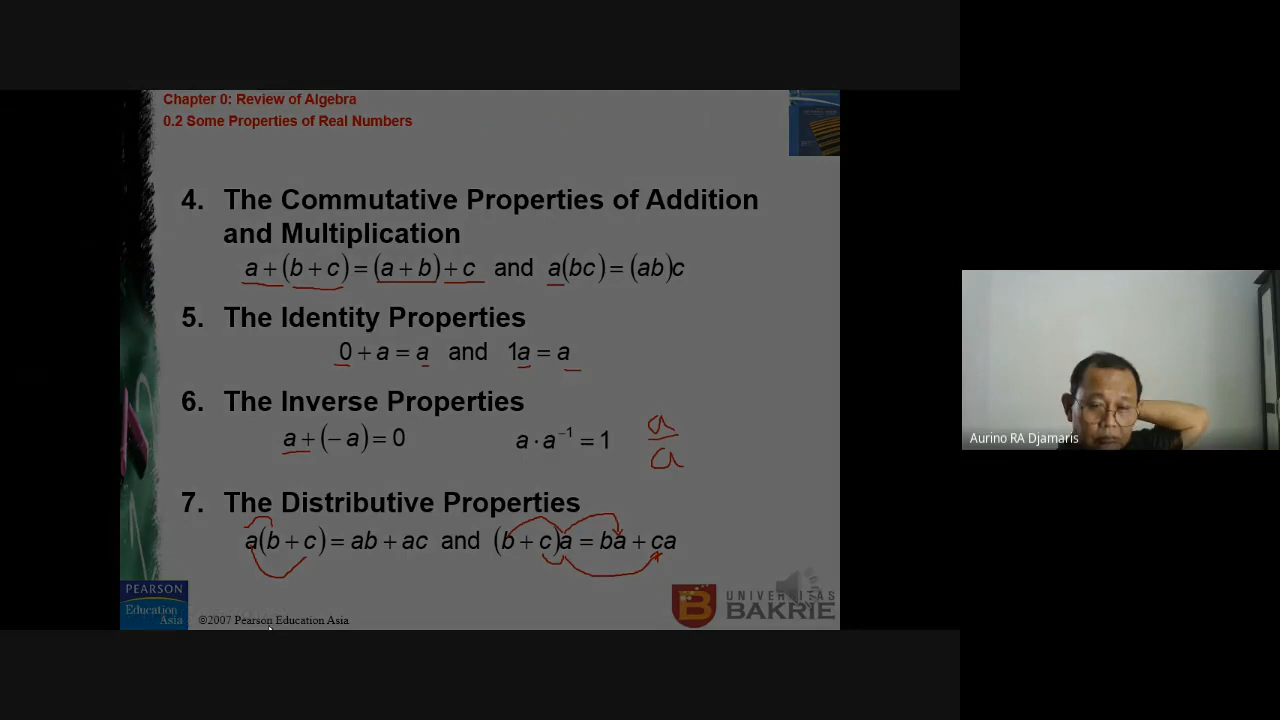 Chapter 0: Review of Algebra
0.2 Some Properties of Real Numbers
4. The Commutative Properties of Addition
and Multiplication
a + (b + c) = (a + b) + c and a(bc) = (ab)c
5. The Identity Properties
0 + a = a and 1a = a
6. The Inverse Properties
a + (− a) = 0 a · a⁻¹ = 1
a
a
7. The Distributive Properties
a(b + c) = ab + ac and (b + c)a = ba + ca
PEARSON
Education
Asia
©2007 Pearson Education Asia
UNIVERSITAS
BAKRIE
Aurino RA Djamaris